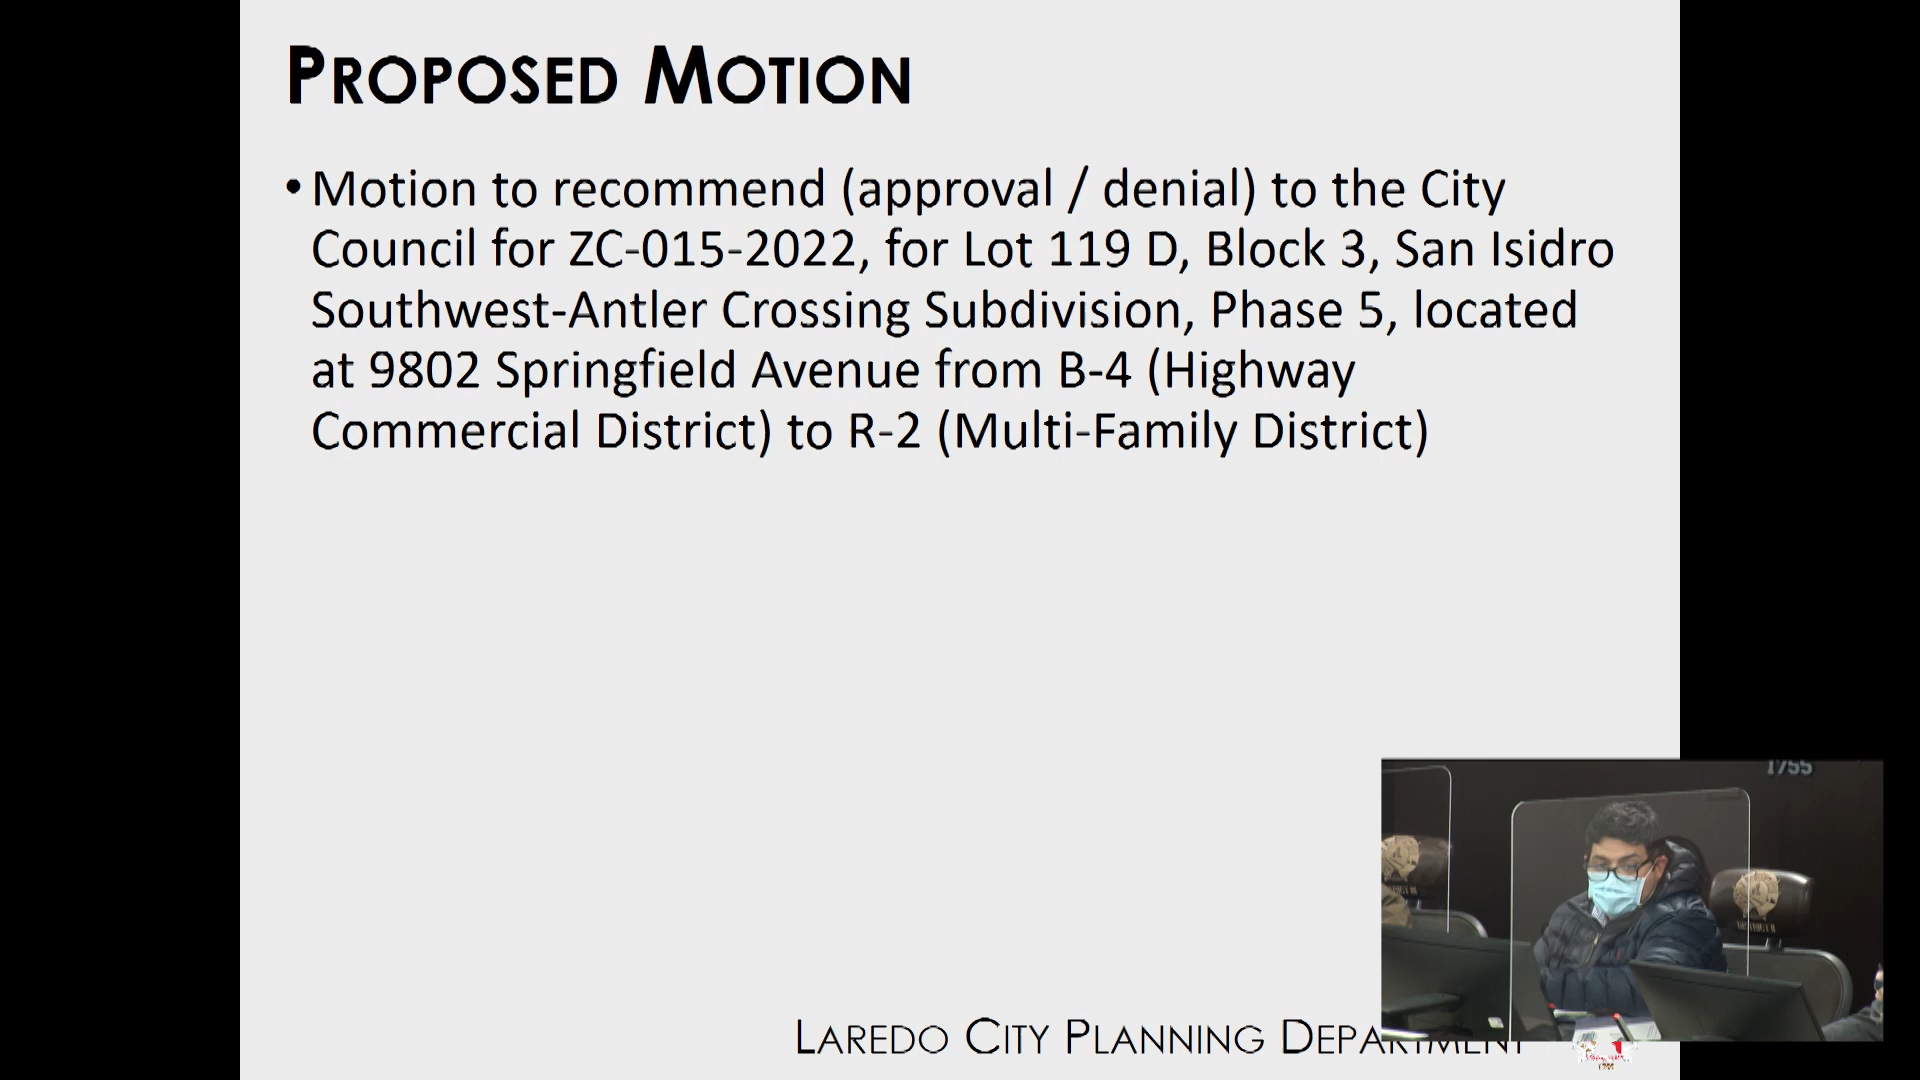 PROPOSED MOTION
• Motion to recommend (approval / denial) to the City
Council for ZC-015-2022, for Lot 119 D, Block 3, San Isidro
Southwest-Antler Crossing Subdivision, Phase 5, located
at 9802 Springfield Avenue from B-4 (Highway
Commercial District) to R-2 (Multi-Family District)
1755
LAREDO CITY PLANNING DEPARTMENT